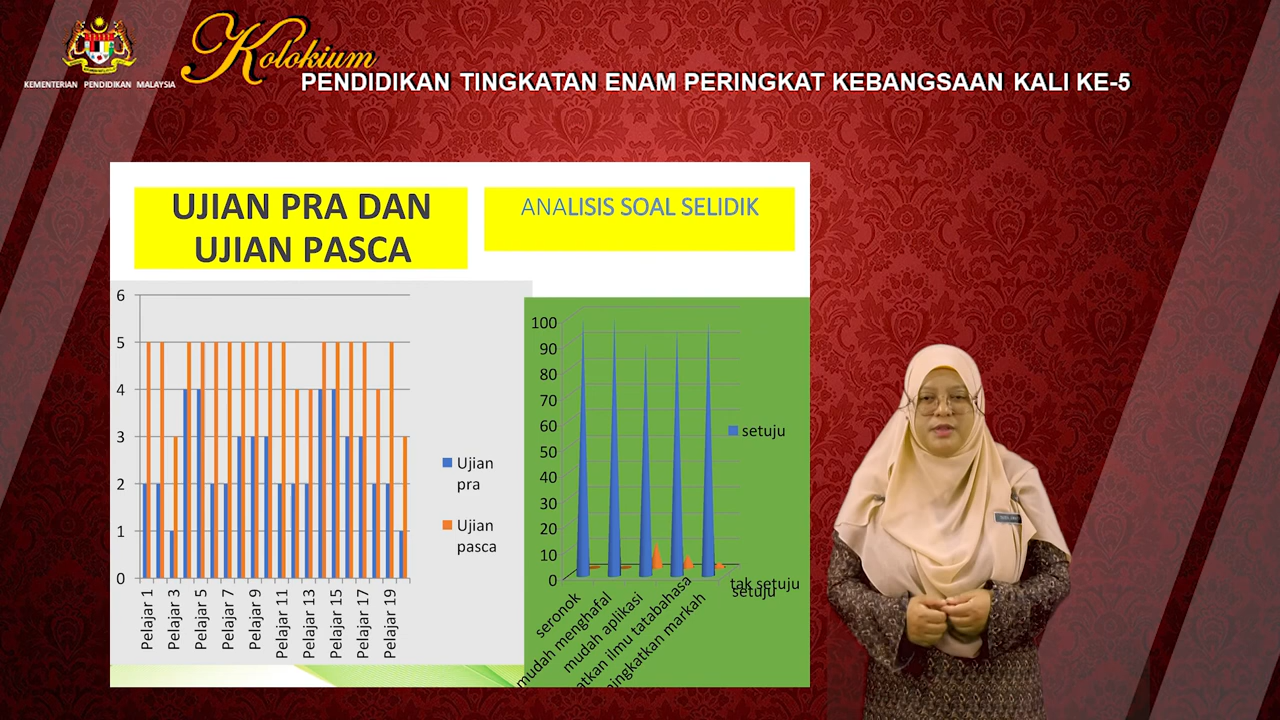 Kolokium
KEMENTERIAN PENDIDIKAN MALAYSIA
PENDIDIKAN TINGKATAN ENAM PERINGKAT KEBANGSAAN KALI KE-5
UJIAN PRA DAN
UJIAN PASCA
ANALISIS SOAL SELIDIK
6
5
4
3
2
1
0
Pelajar 1
Pelajar 3
Pelajar 5
Pelajar 7
Pelajar 9
Pelajar 11
Pelajar 13
Pelajar 15
Pelajar 17
Pelajar 19
Ujian
pra
Ujian
pasca
100
90
80
70
60
50
40
30
20
10
0
seronok
mudah menghafal
mudah aplikasi
ilmu tatabahasa
markah
setuju
tak setuju
setuju